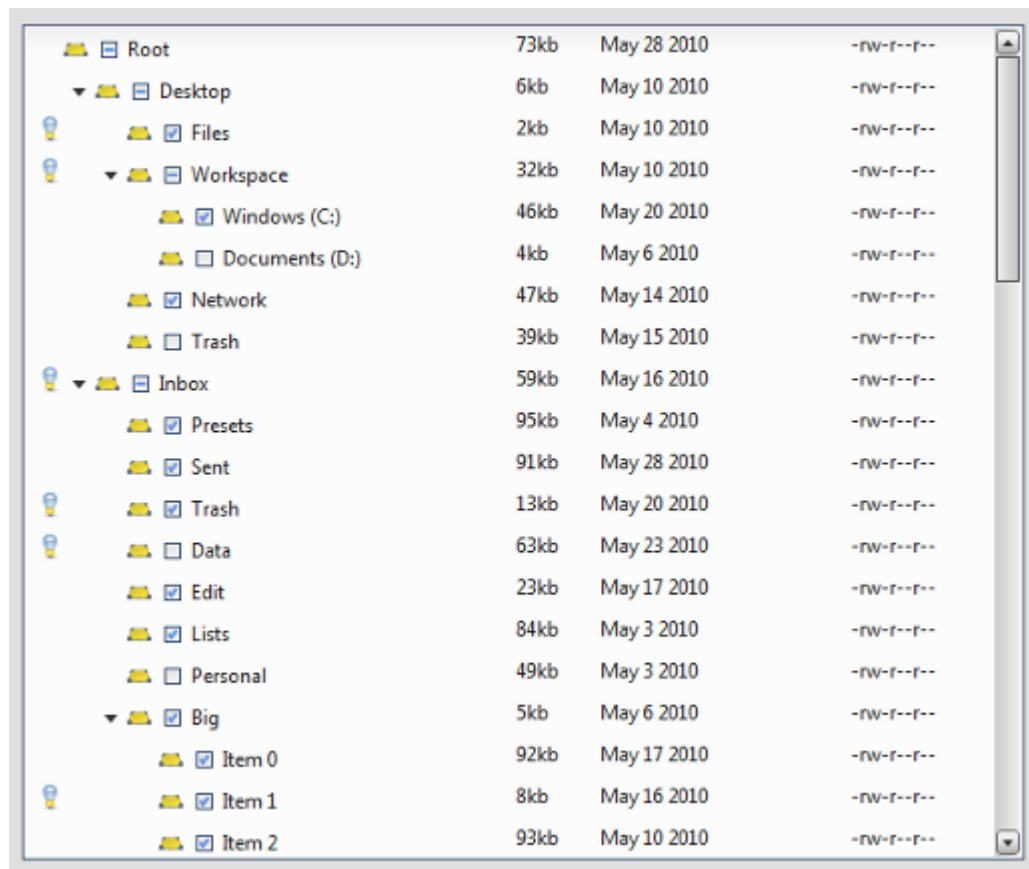 Root 73kb May 28 2010 -rw-r--r--
Desktop 6kb May 10 2010 -rw-r--r--
Files 2kb May 10 2010 -rw-r--r--
Workspace 32kb May 10 2010 -rw-r--r--
Windows (C:) 46kb May 20 2010 -rw-r--r--
Documents (D:) 4kb May 6 2010 -rw-r--r--
Network 47kb May 14 2010 -rw-r--r--
Trash 39kb May 15 2010 -rw-r--r--
Inbox 59kb May 16 2010 -rw-r--r--
Presets 95kb May 4 2010 -rw-r--r--
Sent 91kb May 28 2010 -rw-r--r--
Trash 13kb May 20 2010 -rw-r--r--
Data 63kb May 23 2010 -rw-r--r--
Edit 23kb May 17 2010 -rw-r--r--
Lists 84kb May 3 2010 -rw-r--r--
Personal 49kb May 3 2010 -rw-r--r--
Big 5kb May 6 2010 -rw-r--r--
Item 0 92kb May 17 2010 -rw-r--r--
Item 1 8kb May 16 2010 -rw-r--r--
Item 2 93kb May 10 2010 -rw-r--r--